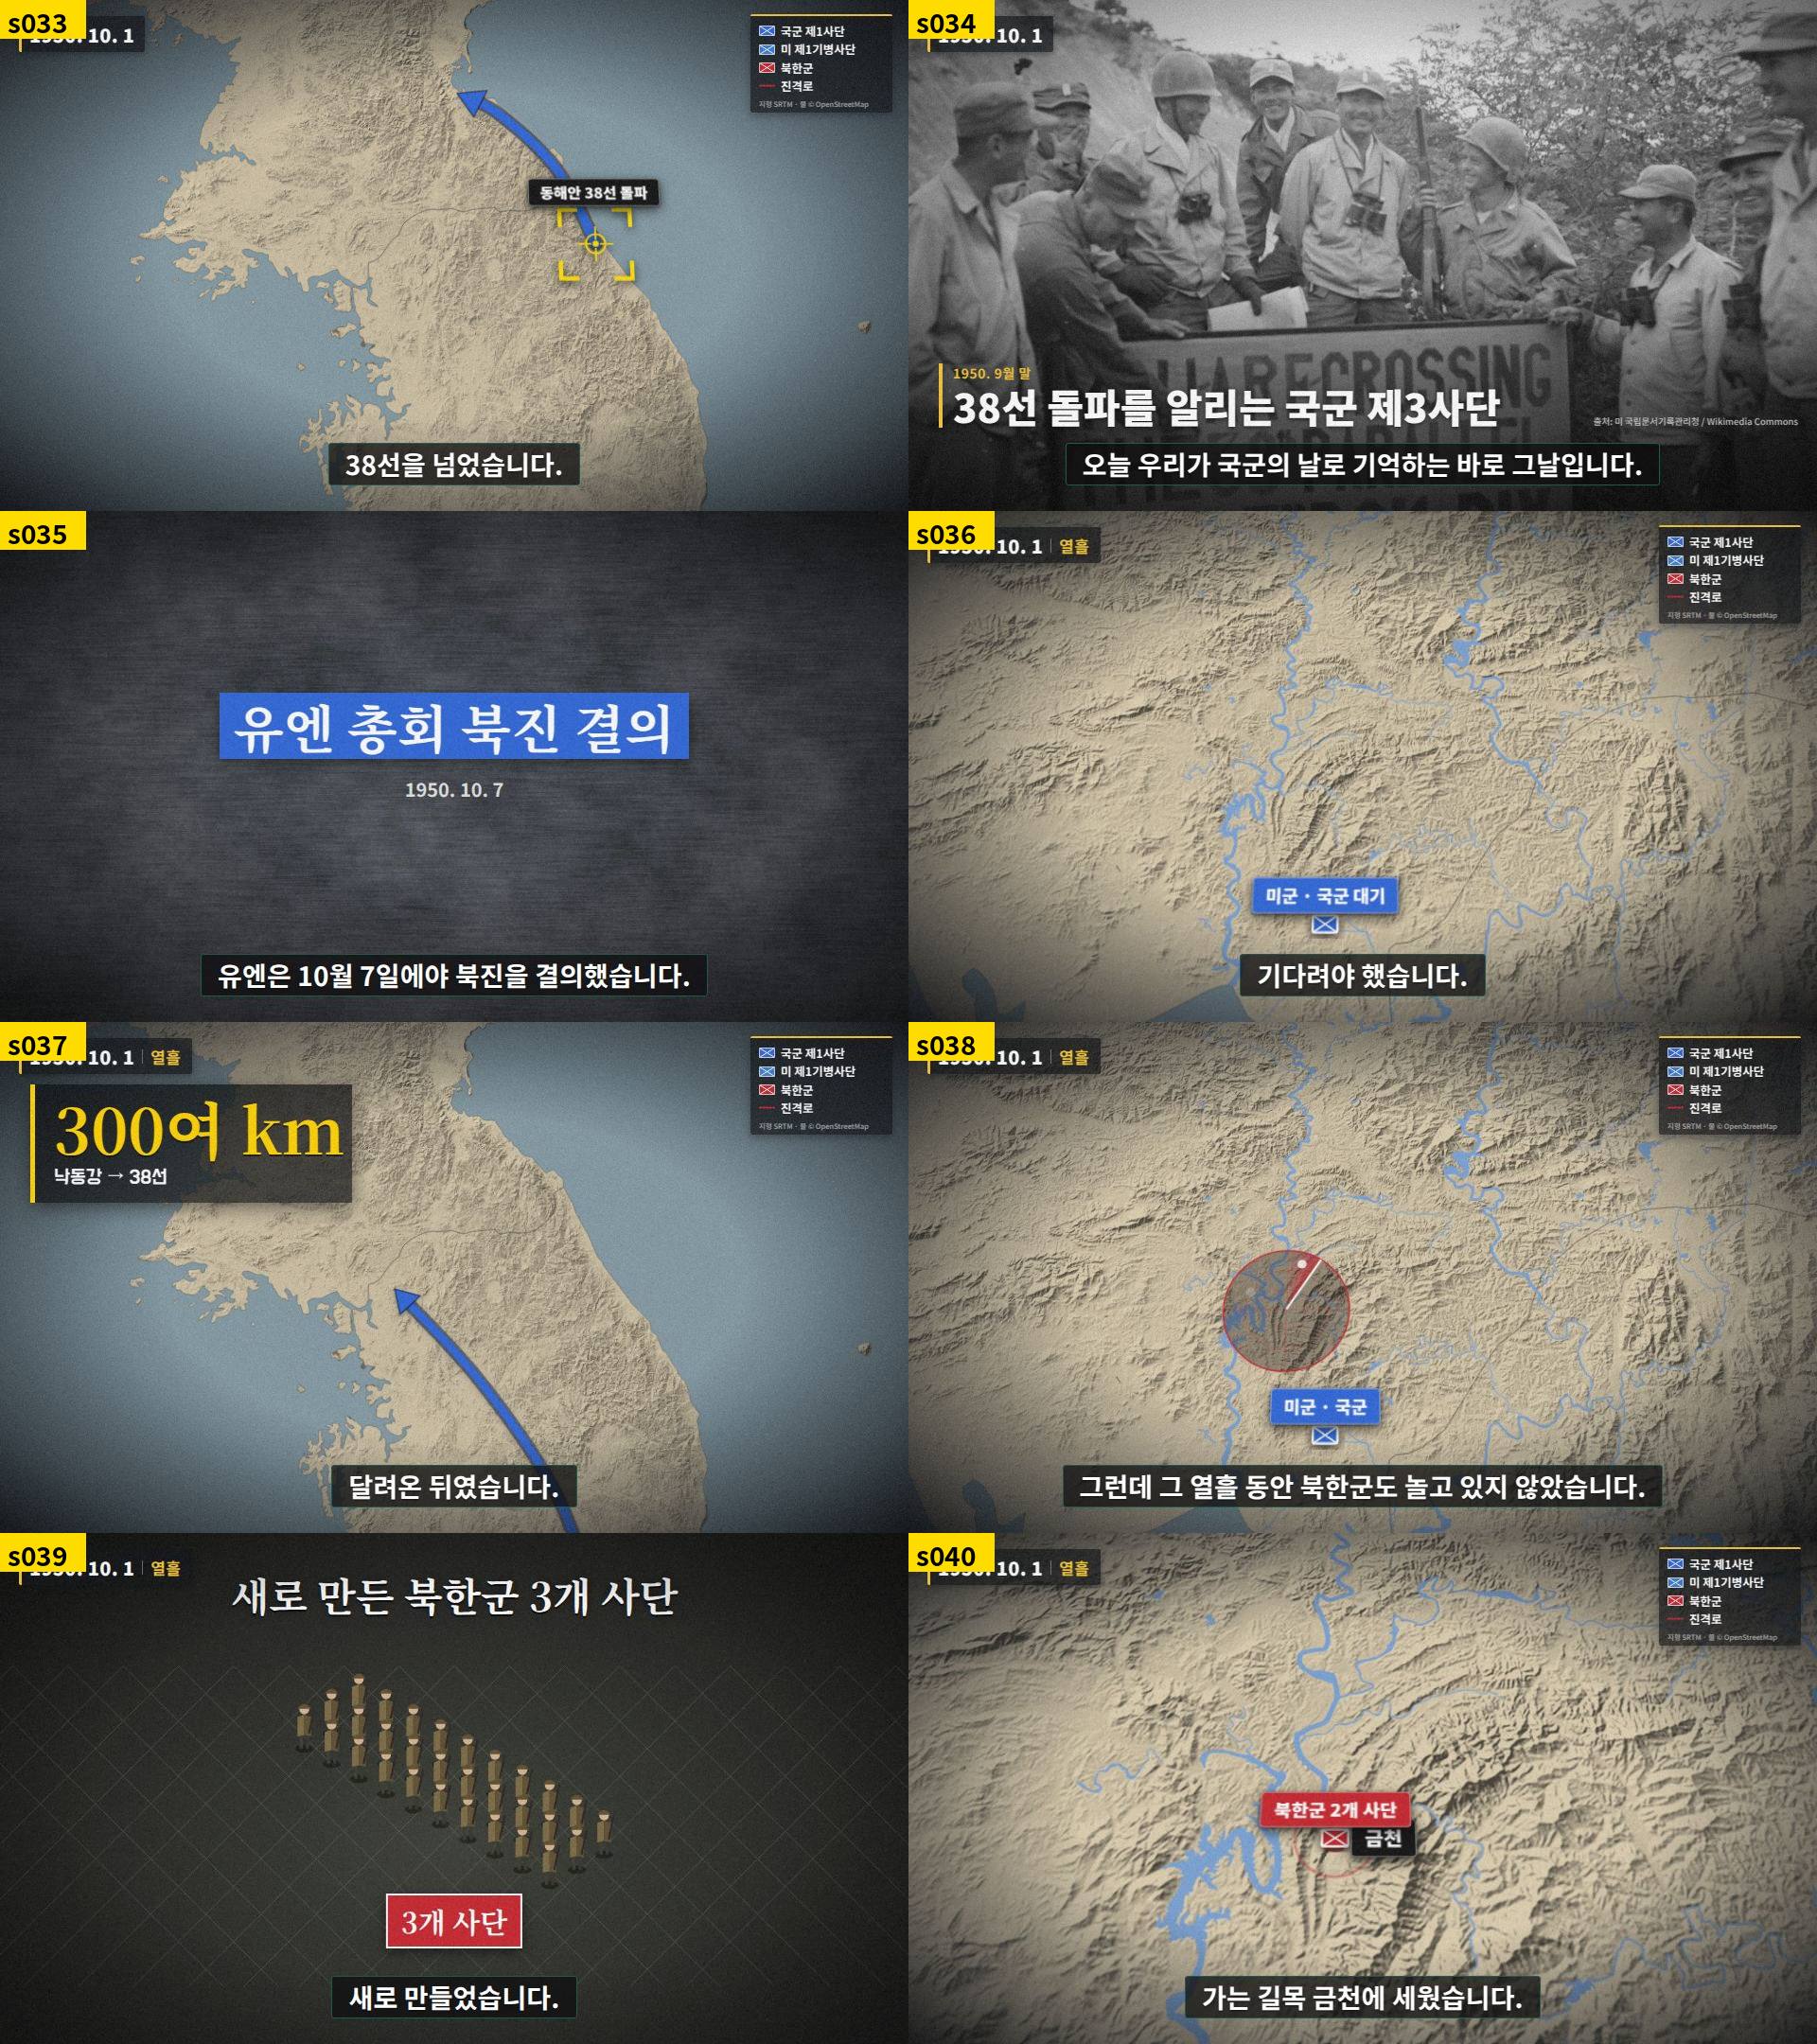 s033
10. 1
국군 제1사단
미 제1기병사단
북한군
진격로
지형 SRTM · 물 © OpenStreetMap
동해안 38선 돌파
38선을 넘었습니다.
s034
10. 1
RECROSSING
1950. 9월 말
38선 돌파를 알리는 국군 제3사단
출처: 미 국립문서기록관리청 / Wikimedia Commons
오늘 우리가 국군의 날로 기억하는 바로 그날입니다.
s035
유엔 총회 북진 결의
1950. 10. 7
유엔은 10월 7일에야 북진을 결의했습니다.
s036
10. 1 열흘
국군 제1사단
미 제1기병사단
북한군
진격로
지형 SRTM · 물 © OpenStreetMap
미군 · 국군 대기
기다려야 했습니다.
s037
10. 1 열흘
300여 km
낙동강 → 38선
국군 제1사단
미 제1기병사단
북한군
진격로
지형 SRTM · 물 © OpenStreetMap
달려온 뒤였습니다.
s038
10. 1 열흘
국군 제1사단
미 제1기병사단
북한군
진격로
지형 SRTM · 물 © OpenStreetMap
미군 · 국군
그런데 그 열흘 동안 북한군도 놀고 있지 않았습니다.
s039
10. 1 열흘
새로 만든 북한군 3개 사단
3개 사단
새로 만들었습니다.
s040
10. 1 열흘
국군 제1사단
미 제1기병사단
북한군
진격로
지형 SRTM · 물 © OpenStreetMap
북한군 2개 사단
금천
가는 길목 금천에 세웠습니다.